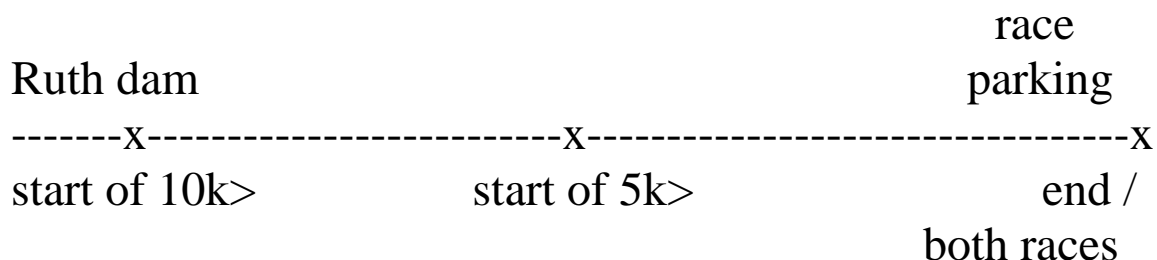 race
Ruth dam parking
-------x--------------------------x----------------------------------x
start of 10k> start of 5k> end /
both races